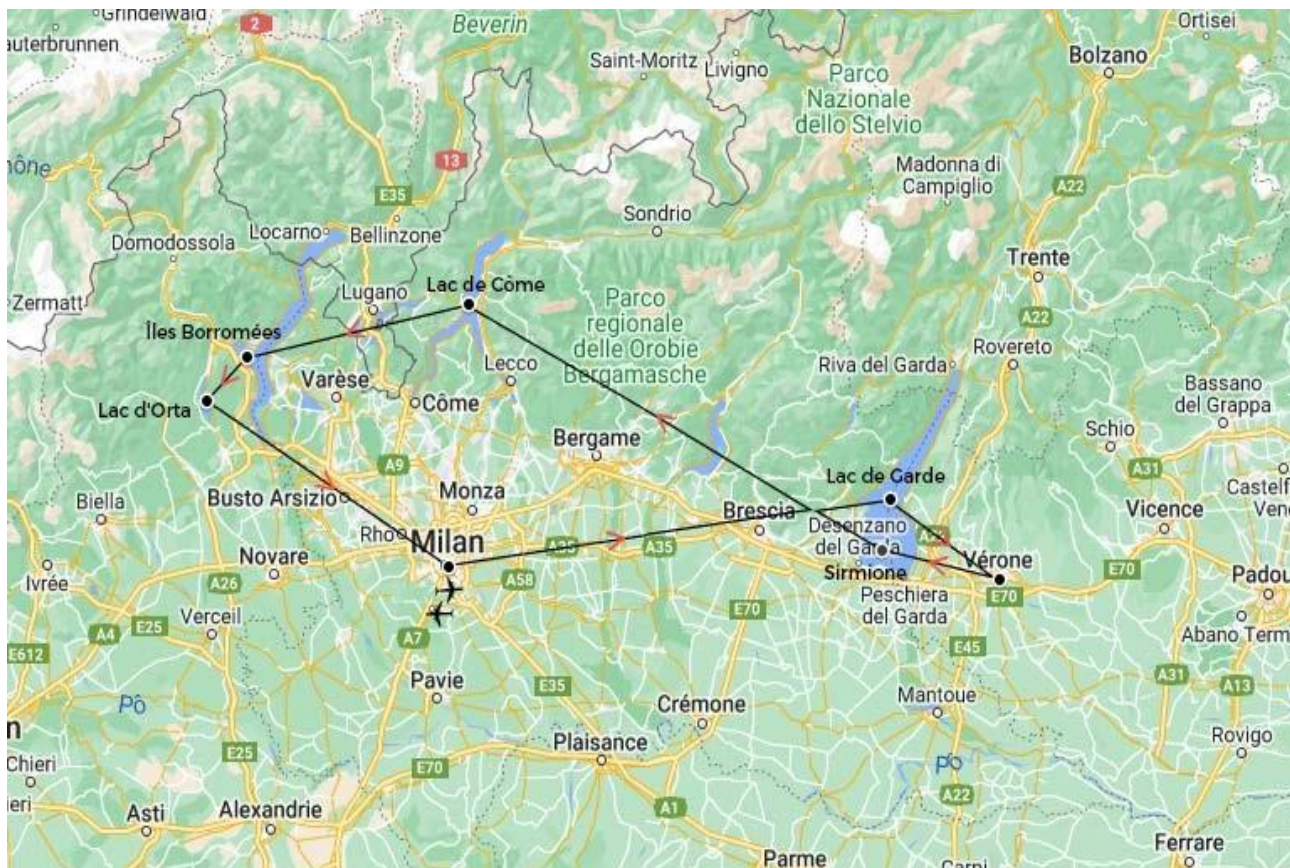 Grindelwald
auterbrunnen
2
Beverin
Ortisei
Bolzano
Saint-Moritz
Livigno
Parco
Nazionale
dello Stelvio
13
hône
Madonna di
Campiglio
A22
E35
Locarno
Bellinzone
Sondrio
Domodossola
Trente
Zermatt
Lugano
Lac de Côme
Parco
regionale
delle Orobie
Bergamasche
A22
Rovereto
Îles Borromées
Riva del Garda
Lecco
Varèse
Côme
Bassano
del Grappa
Lac d'Orta
Schio
Bergame
A9
A31
Lac de Garde
Castelf
Vene
Biella
Busto Arsizio
Monza
Brescia
Vicence
Rho
Milan
Desenzano
del Garda
Novare
A35
A35
Vérone
Ivrée
A26
A58
Sirmione
E70
Padou
Peschiera
del Garda
E70
E70
Verceil
E25
A4
A7
Abano Term
E612
E45
Pavie
E35
A31
A13
Pô
Crémone
Mantoue
n
Plaisance
Rovigo
E25
Chieri
E70
Pô
ieri
A22
Asti
Alexandrie
A1
Ferrare
Parme
Carpi